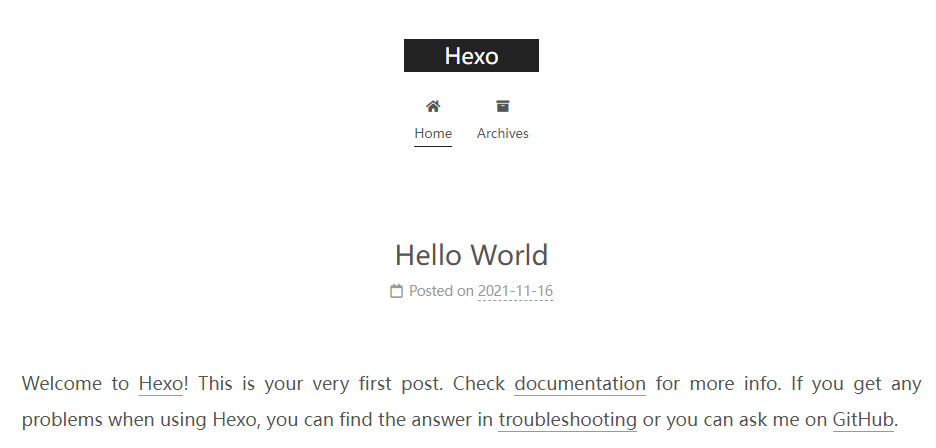 Hexo
Home Archives
Hello World
Posted on 2021-11-16
Welcome to Hexo! This is your very first post. Check documentation for more info. If you get any
problems when using Hexo, you can find the answer in troubleshooting or you can ask me on GitHub.